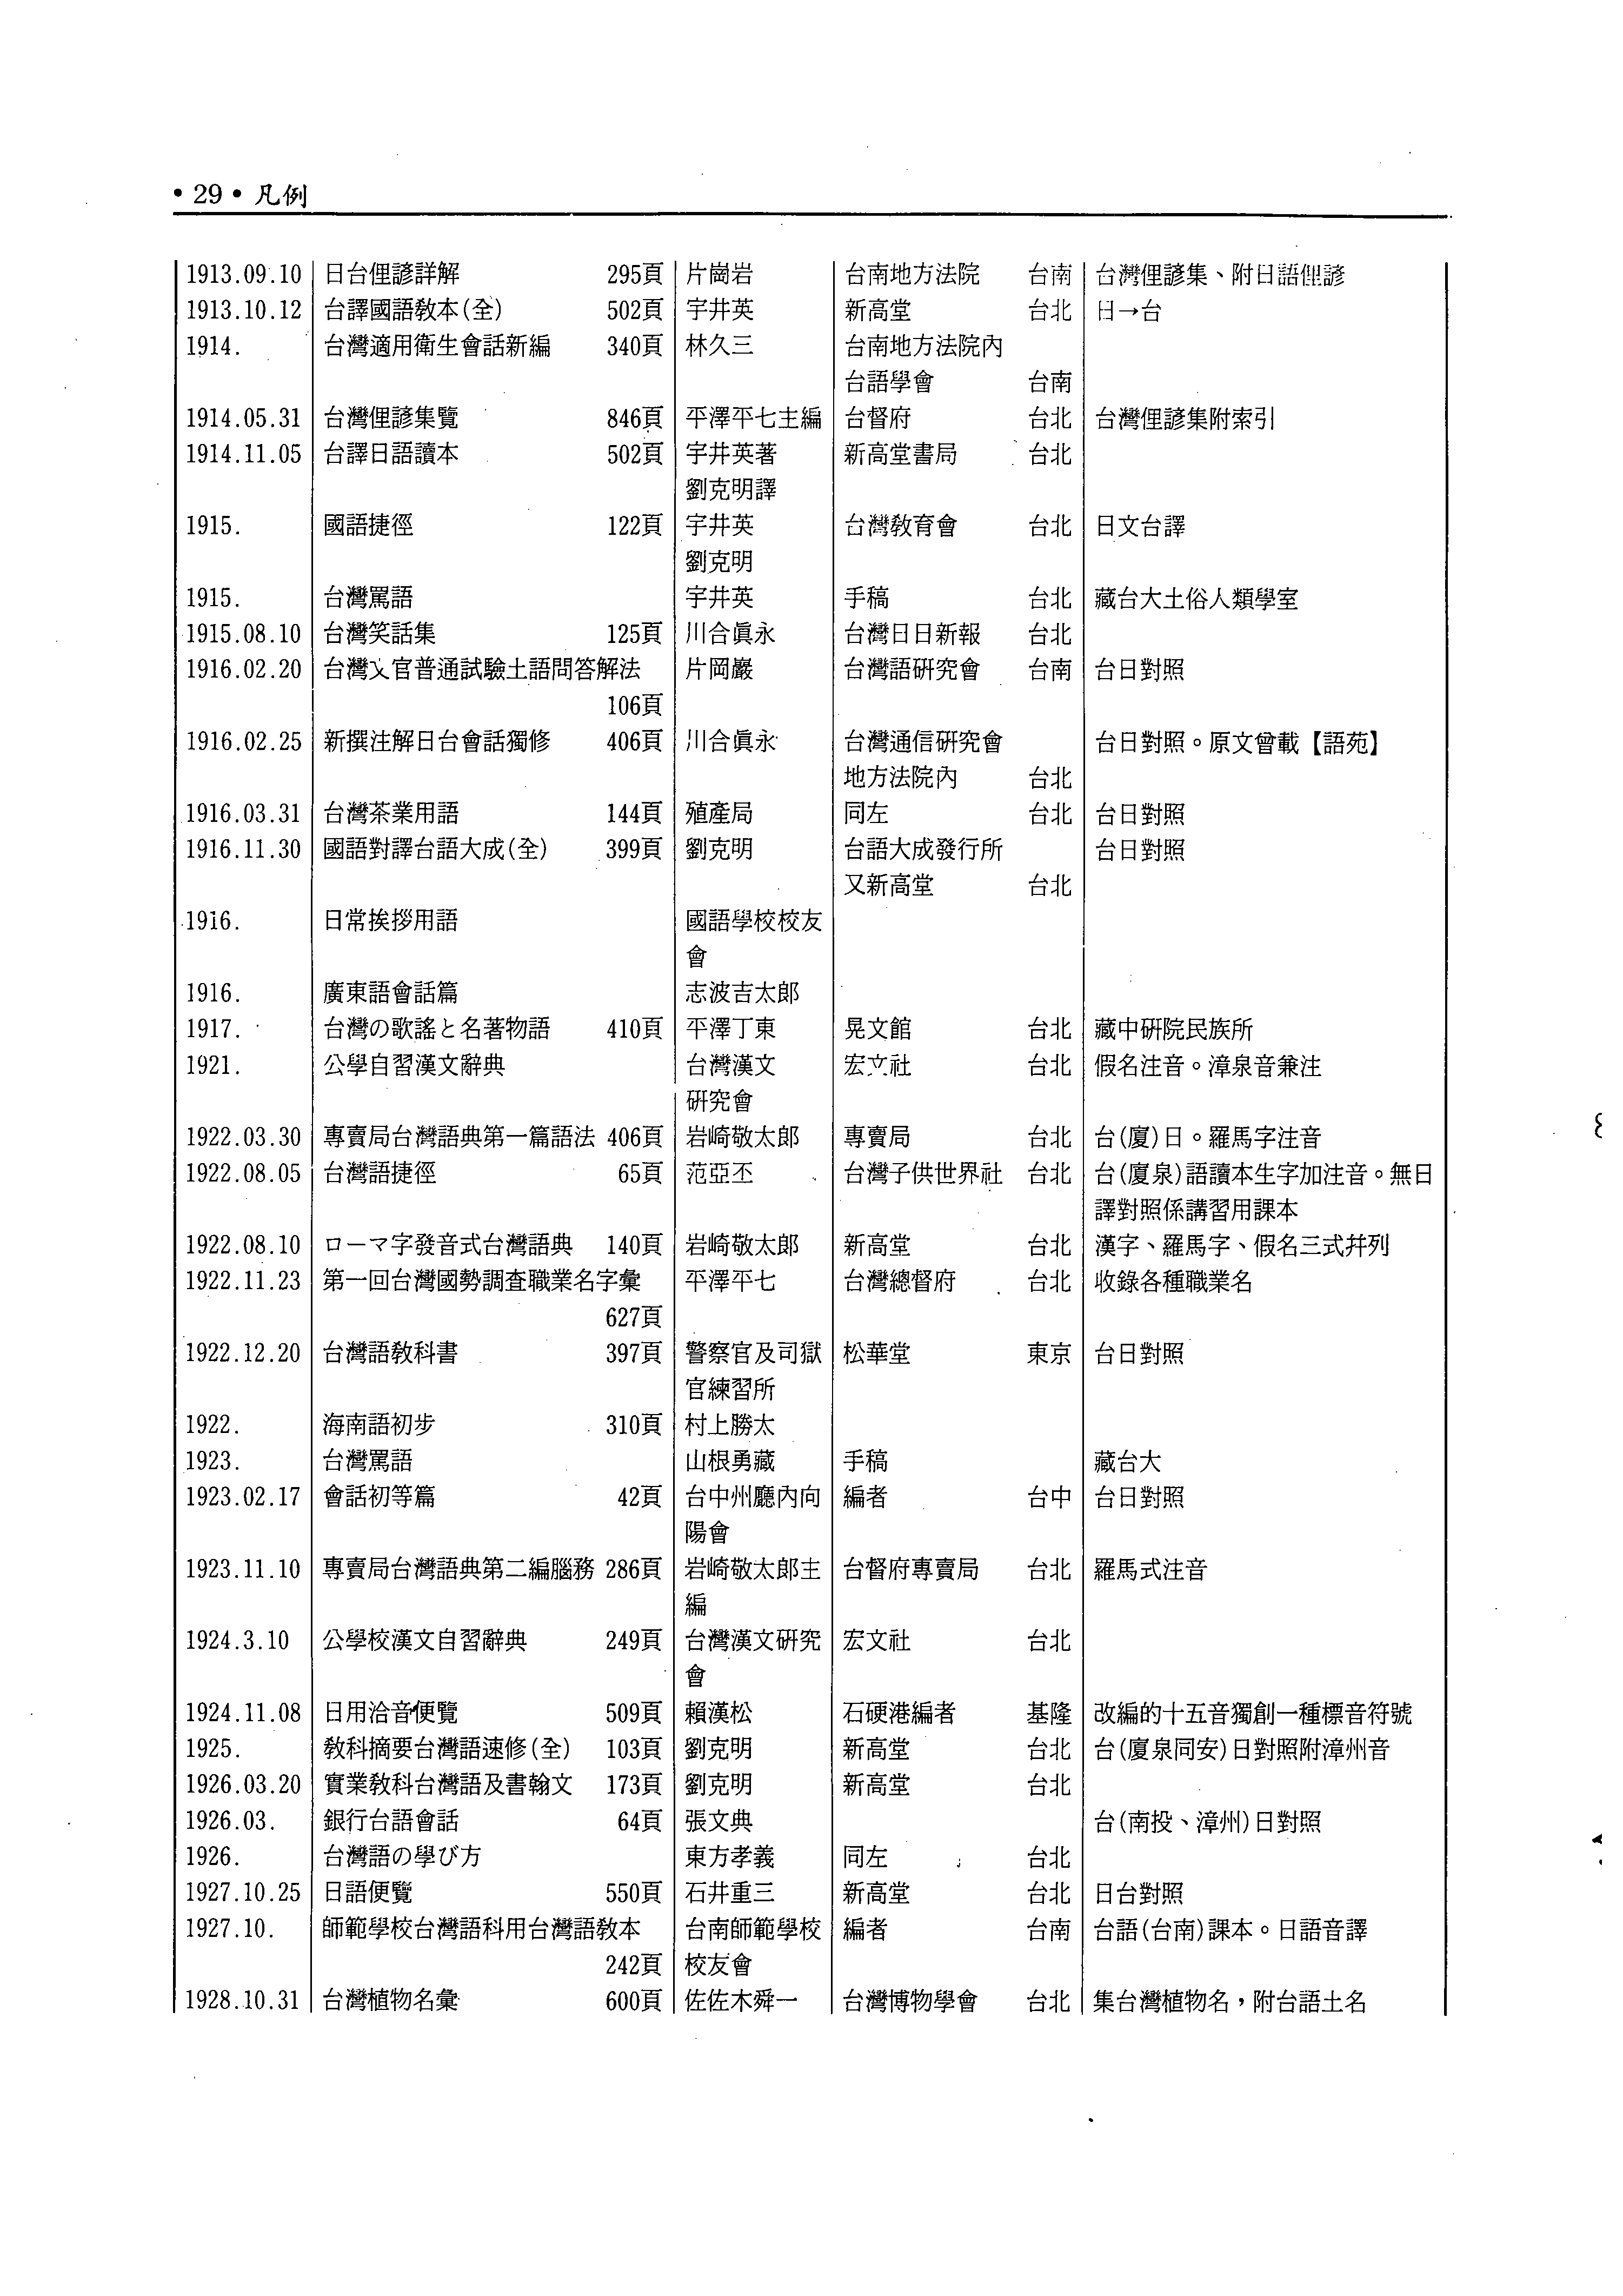 • 29 • 凡例
1913.09.10 日台俚諺詳解 295頁 片崗岩 台南地方法院 台南 台灣俚諺集、附日語俚諺
1913.10.12 台譯國語教本(全) 502頁 宇井英 新高堂 台北 日→台
1914. 台灣適用衛生會話新編 340頁 林久三 台南地方法院內
台語學會 台南
1914.05.31 台灣俚諺集覽 846頁 平澤平七主編 台督府 台北 台灣俚諺集附索引
1914.11.05 台譯日語讀本 502頁 宇井英著 新高堂書局 台北
劉克明譯
1915. 國語捷徑 122頁 宇井英 台灣教育會 台北 日文台譯
劉克明
1915. 台灣罵語 宇井英 手稿 台北 藏台大土俗人類學室
1915.08.10 台灣笑話集 125頁 川合眞永 台灣日日新報 台北
1916.02.20 台灣文官普通試驗土語問答解法 片岡巖 台灣語研究會 台南 台日對照
106頁
1916.02.25 新撰注解日台會話獨修 406頁 川合眞永 台灣通信研究會 台日對照。原文曾載【語苑】
地方法院內 台北
1916.03.31 台灣茶業用語 144頁 殖產局 同左 台北 台日對照
1916.11.30 國語對譯台語大成(全) 399頁 劉克明 台語大成發行所 台日對照
又新高堂 台北
1916. 日常挨拶用語 國語學校校友
會
1916. 廣東語會話篇 志波吉太郎
1917. 台灣の歌謠と名著物語 410頁 平澤丁東 晃文館 台北 藏中研院民族所
1921. 公學自習漢文辭典 台灣漢文 宏文社 台北 假名注音。漳泉音兼注
研究會
1922.03.30 專賣局台灣語典第一篇語法 406頁 岩崎敬太郎 專賣局 台北 台(廈)日。羅馬字注音
1922.08.05 台灣語捷徑 65頁 范亞丕 台灣子供世界社 台北 台(廈泉)語讀本生字加注音。無日
譯對照係講習用課本
1922.08.10 ローマ字發音式台灣語典 140頁 岩崎敬太郎 新高堂 台北 漢字、羅馬字、假名三式幷列
1922.11.23 第一回台灣國勢調査職業名字彙 平澤平七 台灣總督府 台北 收錄各種職業名
627頁
1922.12.20 台灣語教科書 397頁 警察官及司獄 松華堂 東京 台日對照
官練習所
1922. 海南語初步 310頁 村上勝太
1923. 台灣罵語 山根勇藏 手稿 藏台大
1923.02.17 會話初等篇 42頁 台中州廳內向 編者 台中 台日對照
陽會
1923.11.10 專賣局台灣語典第二編腦務 286頁 岩崎敬太郎主 台督府專賣局 台北 羅馬式注音
編
1924.3.10 公學校漢文自習辭典 249頁 台灣漢文研究 宏文社 台北
會
1924.11.08 日用洽音便覽 509頁 賴漢松 石硬港編者 基隆 改編的十五音獨創一種標音符號
1925. 教科摘要台灣語速修(全) 103頁 劉克明 新高堂 台北 台(廈泉同安)日對照附漳州音
1926.03.20 實業教科台灣語及書翰文 173頁 劉克明 新高堂 台北
1926.03. 銀行台語會話 64頁 張文典 台(南投、漳州)日對照
1926. 台灣語の學び方 東方孝義 同左 台北
1927.10.25 日語便覽 550頁 石井重三 新高堂 台北 日台對照
1927.10. 師範學校台灣語科用台灣語教本 台南師範學校 編者 台南 台語(台南)課本。日語音譯
242頁 校友會
1928.10.31 台灣植物名彙 600頁 佐佐木舜一 台灣博物學會 台北 集台灣植物名，附台語土名